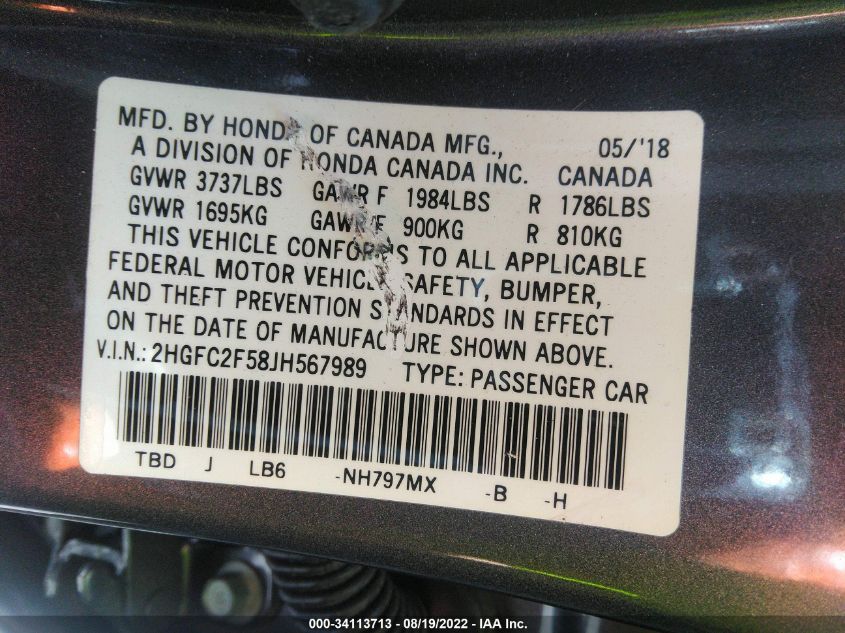 MFD. BY HONDA OF CANADA MFG., 05/'18
A DIVISION OF HONDA CANADA INC. CANADA
GVWR 3737LBS GAWR F 1984LBS R 1786LBS
GVWR 1695KG GAWR F 900KG R 810KG
THIS VEHICLE CONFORMS TO ALL APPLICABLE
FEDERAL MOTOR VEHICLE SAFETY, BUMPER,
AND THEFT PREVENTION STANDARDS IN EFFECT
ON THE DATE OF MANUFACTURE SHOWN ABOVE.
V.I.N.: 2HGFC2F58JH567989 TYPE: PASSENGER CAR
TBD J LB6 -NH797MX -B -H
000-34113713 - 08/19/2022 - IAA Inc.